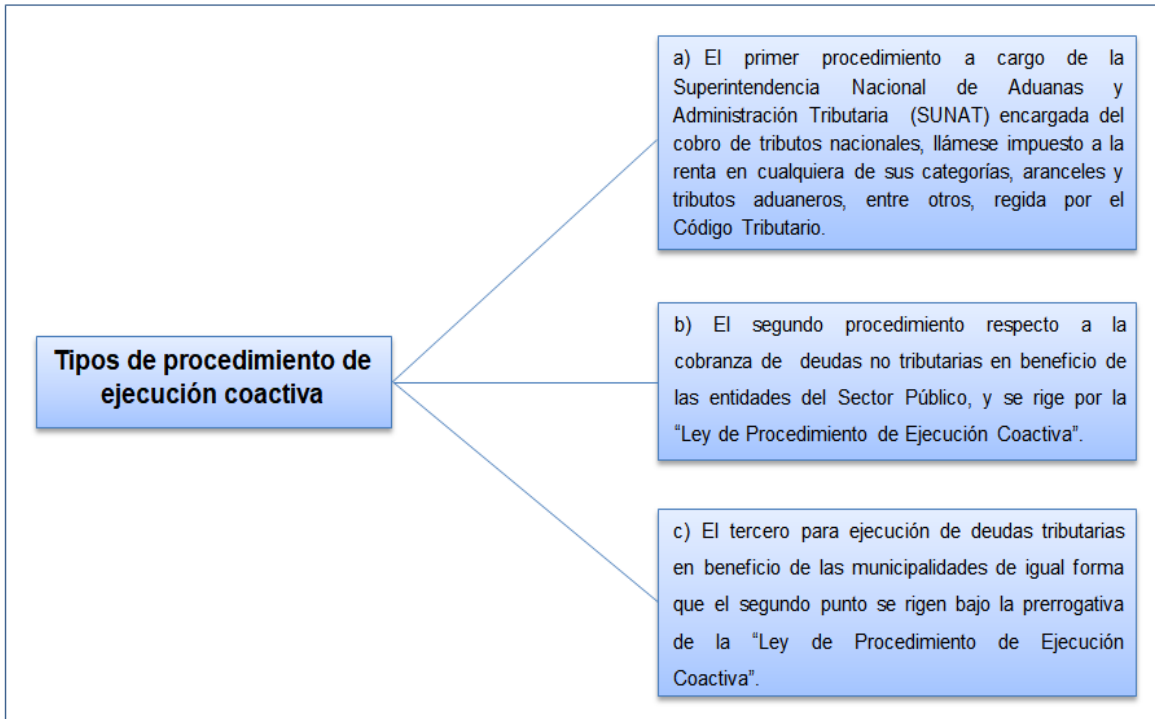 Tipos de procedimiento de
ejecución coactiva
a) El primer procedimiento a cargo de la
Superintendencia Nacional de Aduanas y
Administración Tributaria (SUNAT) encargada del
cobro de tributos nacionales, llámese impuesto a la
renta en cualquiera de sus categorías, aranceles y
tributos aduaneros, entre otros, regida por el
Código Tributario.
b) El segundo procedimiento respecto a la
cobranza de deudas no tributarias en beneficio de
las entidades del Sector Público, y se rige por la
“Ley de Procedimiento de Ejecución Coactiva”.
c) El tercero para ejecución de deudas tributarias
en beneficio de las municipalidades de igual forma
que el segundo punto se rigen bajo la prerrogativa
de la “Ley de Procedimiento de Ejecución
Coactiva”.